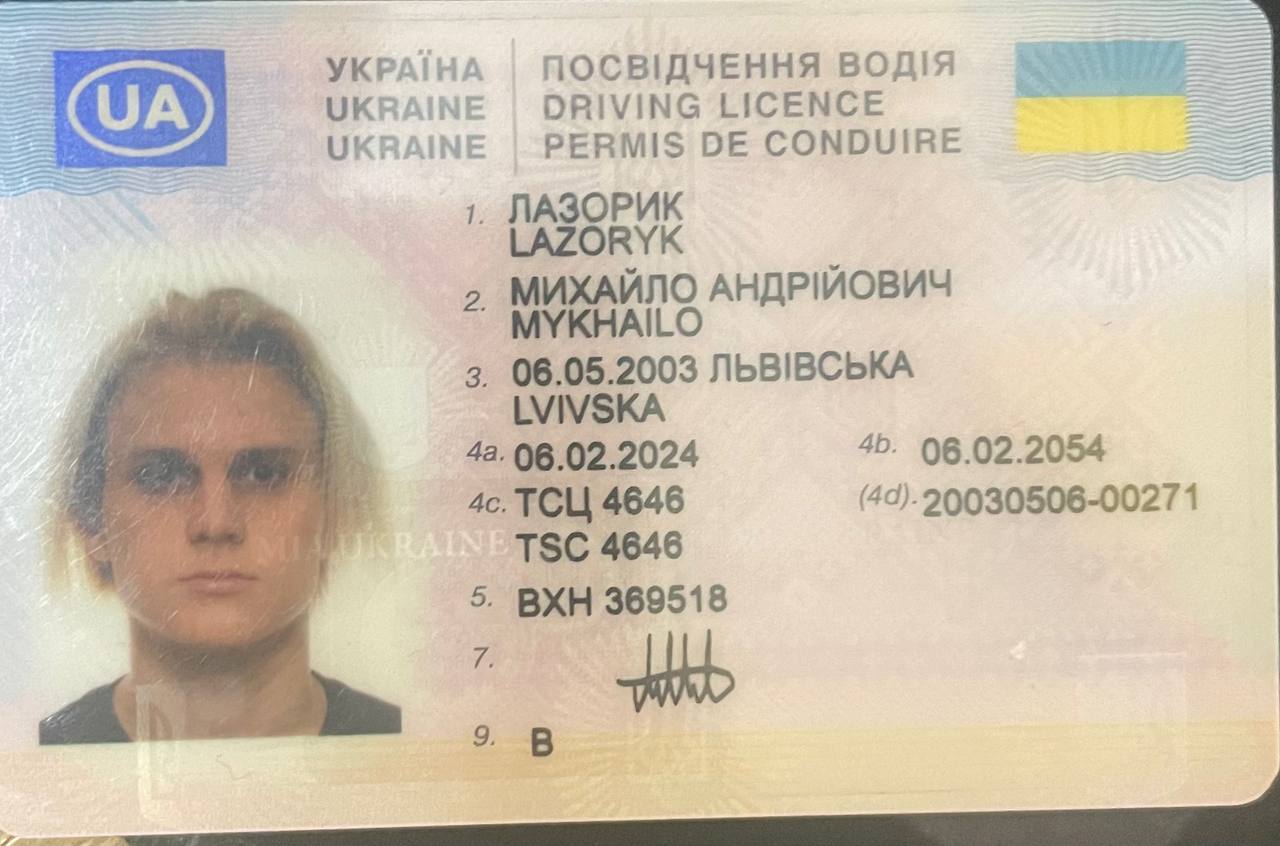 UA
УКРАЇНА
UKRAINE
UKRAINE
ПОСВІДЧЕННЯ ВОДІЯ
DRIVING LICENCE
PERMIS DE CONDUIRE
1. ЛАЗОРИК
LAZORYK
2. МИХАЙЛО АНДРІЙОВИЧ
MYKHAILO
3. 06.05.2003 ЛЬВІВСЬКА
LVIVSKA
4a. 06.02.2024 4b. 06.02.2054
4c. ТСЦ 4646 (4d). 20030506-00271
TSC 4646
MIA UKRAINE
5. ВХН 369518
7.
9. B